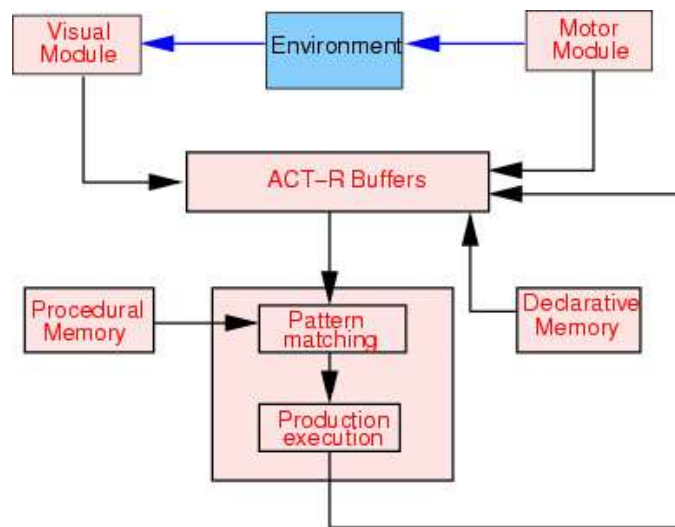 Visual
Module
Environment
Motor
Module
ACT–R Buffers
Procedural
Memory
Pattern
matching
Declarative
Memory
Production
execution